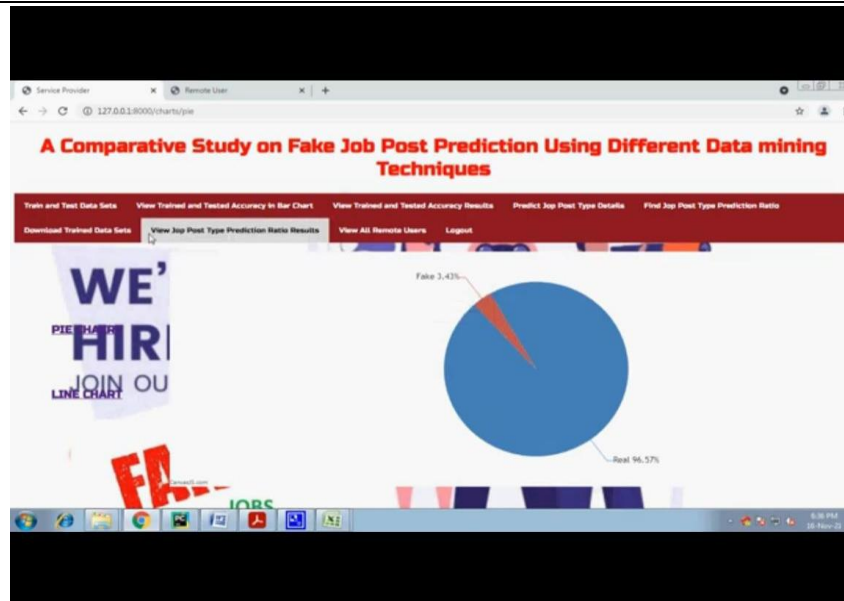 Service Provider
Remote User
127.0.0.1:8000/charts/pie
A Comparative Study on Fake Job Post Prediction Using Different Data mining
Techniques
Train and Test Data Sets View Trained and Tested Accuracy in Bar Chart View Trained and Tested Accuracy Results Predict Jop Post Type Details Find Jop Post Type Prediction Ratio
Download Trained Data Sets View Jop Post Type Prediction Ratio Results View All Remote Users Logout
WE'
Fake 3.43%
PIE CHART
HIRI
JOIN OU
LINE CHART
Real 96.57%
FA
CanvasJS.com
JOBS
6:36 PM